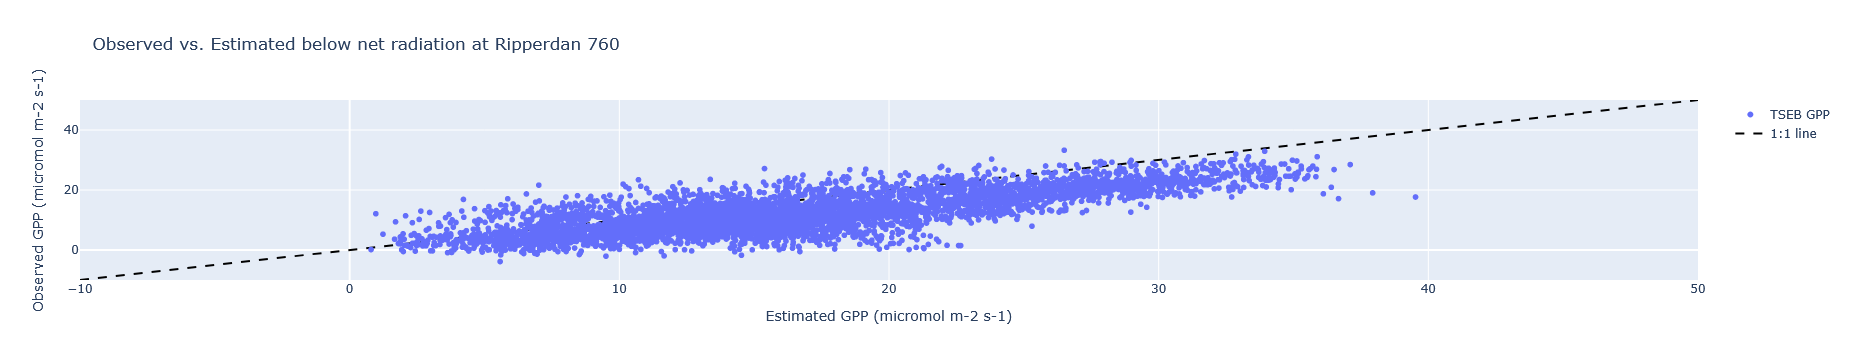 Observed vs. Estimated below net radiation at Ripperdan 760
Observed GPP (micromol m-2 s-1)
40
20
0
−10
0
10
20
30
40
50
Estimated GPP (micromol m-2 s-1)
TSEB GPP
1:1 line